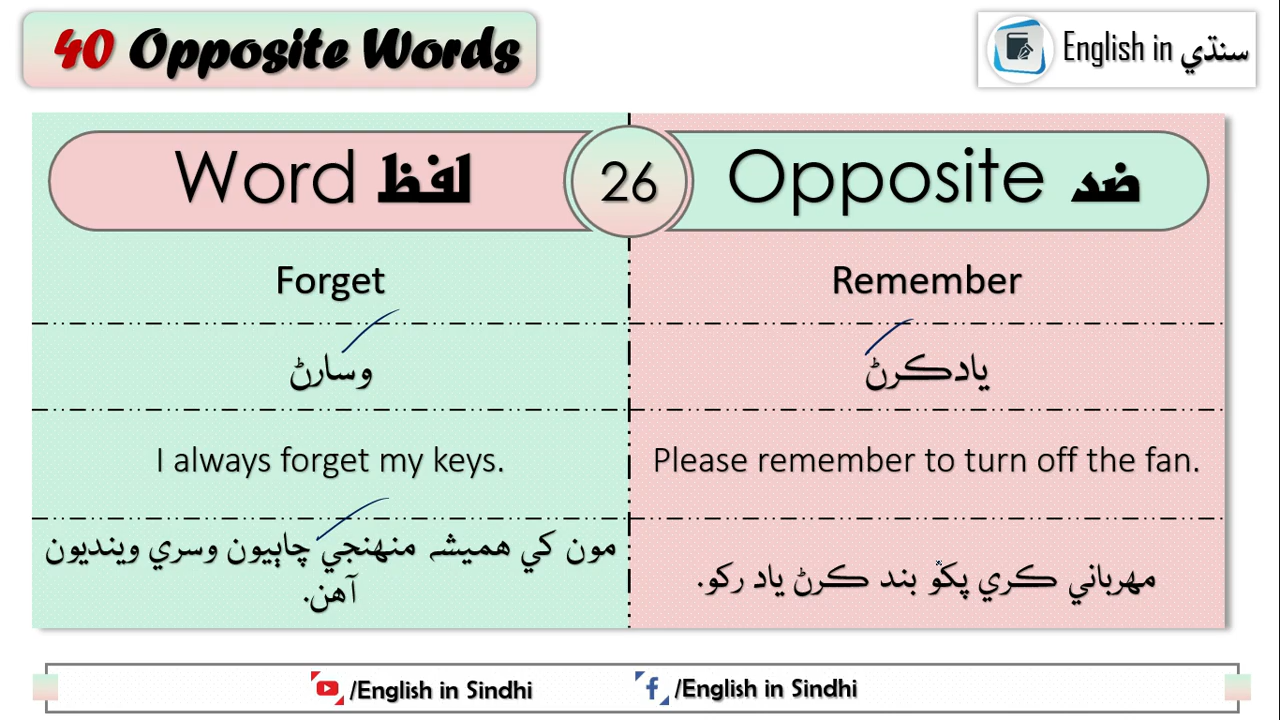 40 Opposite Words
English in سنڌي
Word لفظ
26
Opposite ضد
Forget
Remember
وسارڻ
يادڪرڻ
I always forget my keys.
Please remember to turn off the fan.
مون کي هميشه منهنجي چاٻيون وسري وينديون
آهن.
مهرباني ڪري پکو بند ڪرڻ ياد رکو.
/English in Sindhi
/English in Sindhi